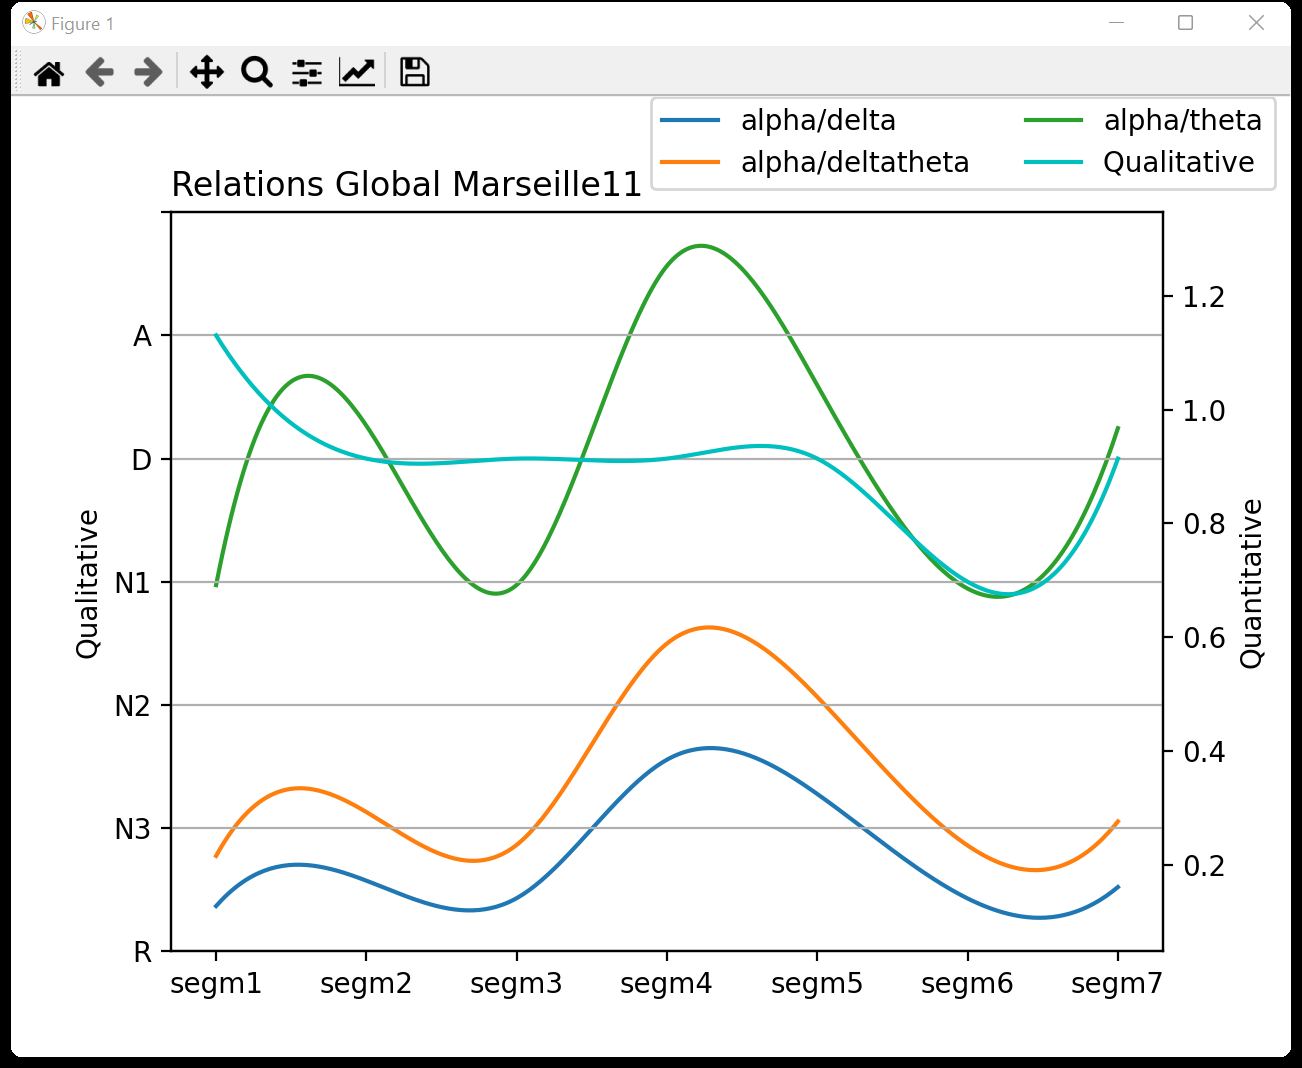 Figure 1
alpha/delta
alpha/theta
alpha/deltatheta
Qualitative
Relations Global Marseille11
A
D
N1
N2
N3
R
Qualitative
1.2
1.0
0.8
0.6
0.4
0.2
Quantitative
segm1 segm2 segm3 segm4 segm5 segm6 segm7